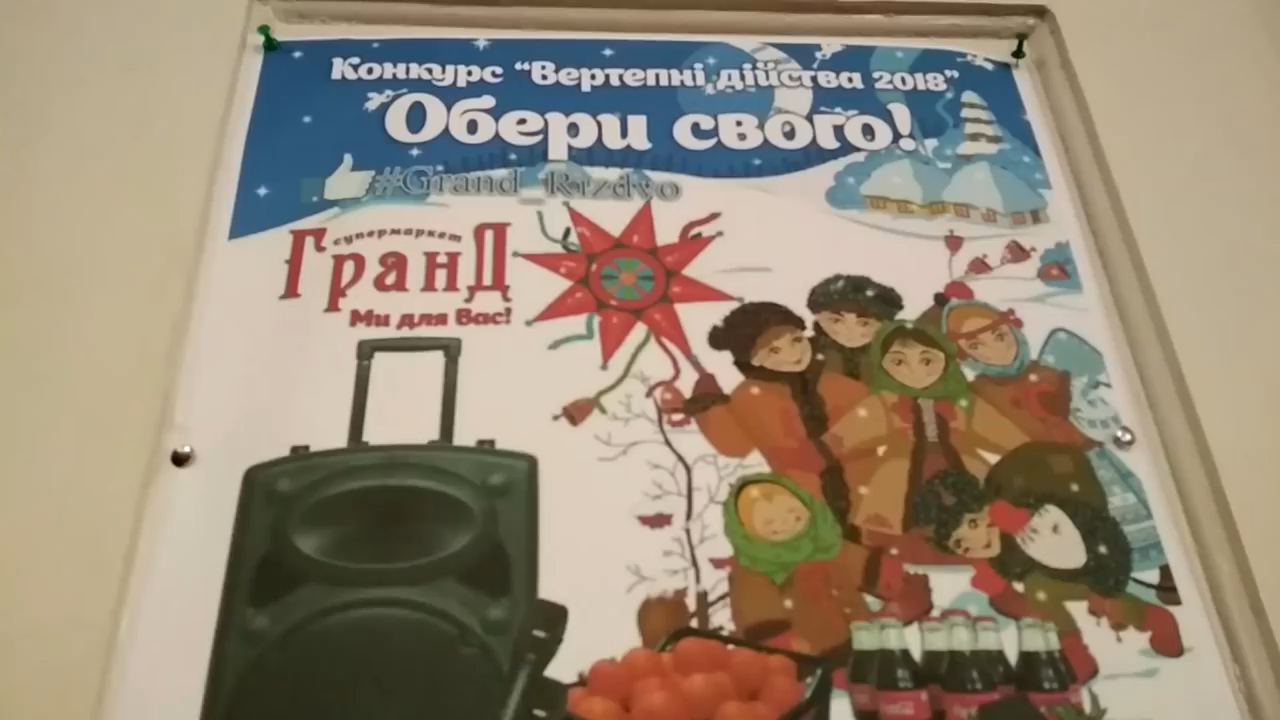 Конкурс “Вертепні дійства 2018”
Обери свого!
#Grand_Rizdvo
супермаркет
ГранД
Ми для Вас!